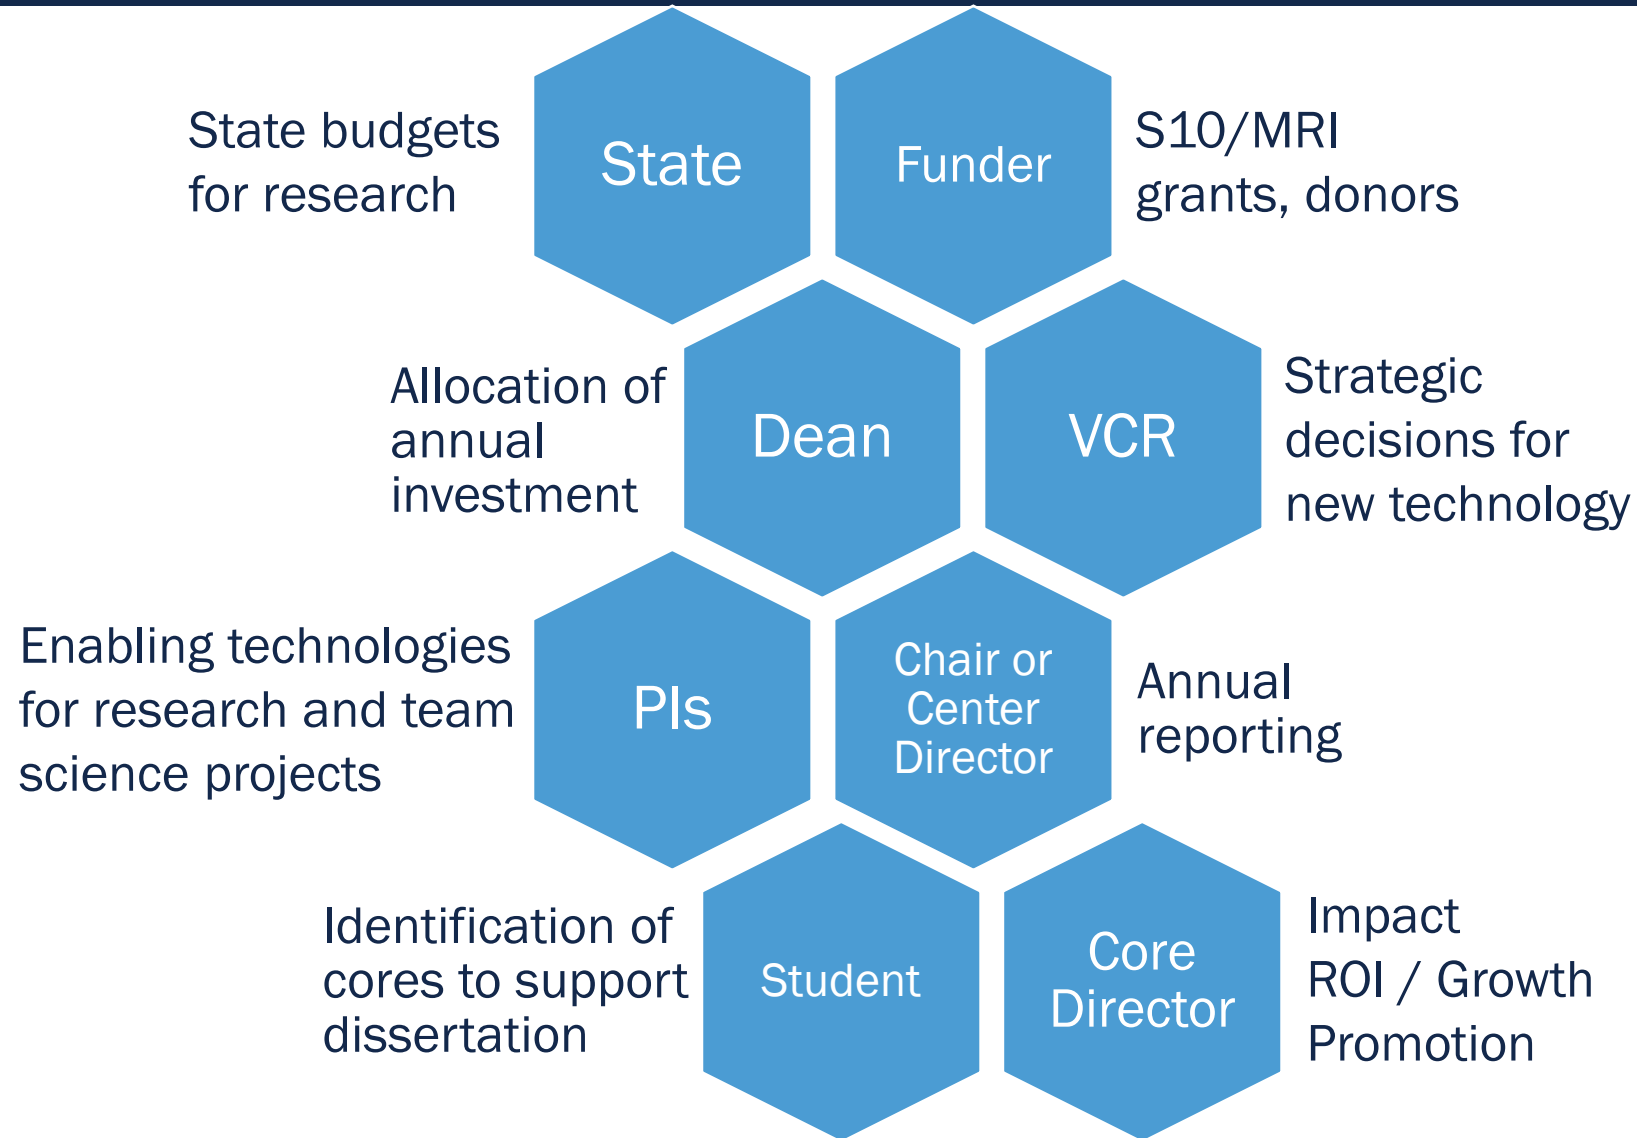 State budgets
for research
State
Funder
S10/MRI
grants, donors
Allocation of
annual
investment
Dean
VCR
Strategic
decisions for
new technology
Enabling technologies
for research and team
science projects
PIs
Chair or
Center
Director
Annual
reporting
Identification of
cores to support
dissertation
Student
Core
Director
Impact
ROI / Growth
Promotion